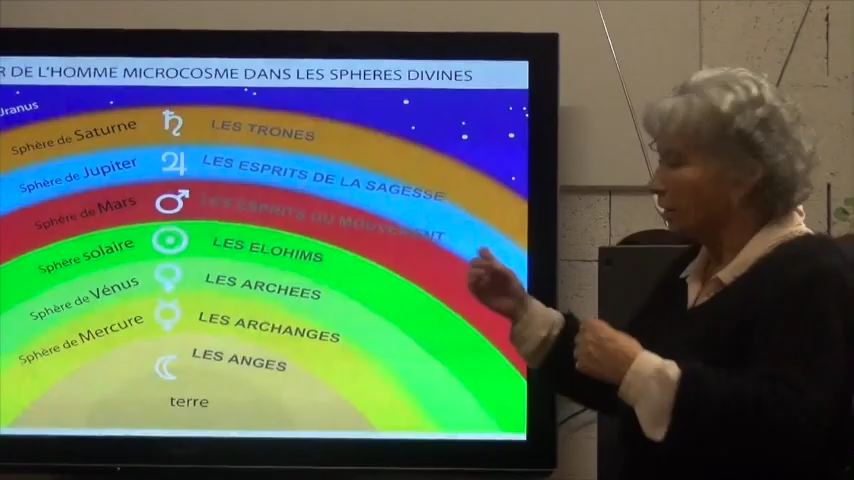 R DE L'HOMME MICROCOSME DANS LES SPHERES DIVINES
Uranus
Sphère de Saturne LES TRONES
Sphère de Jupiter LES ESPRITS DE LA SAGESSE
Sphère de Mars LES ESPRITS DU MOUVEMENT
Sphère solaire LES ELOHIMS
Sphère de Vénus LES ARCHEES
Sphère de Mercure LES ARCHANGES
LES ANGES
terre